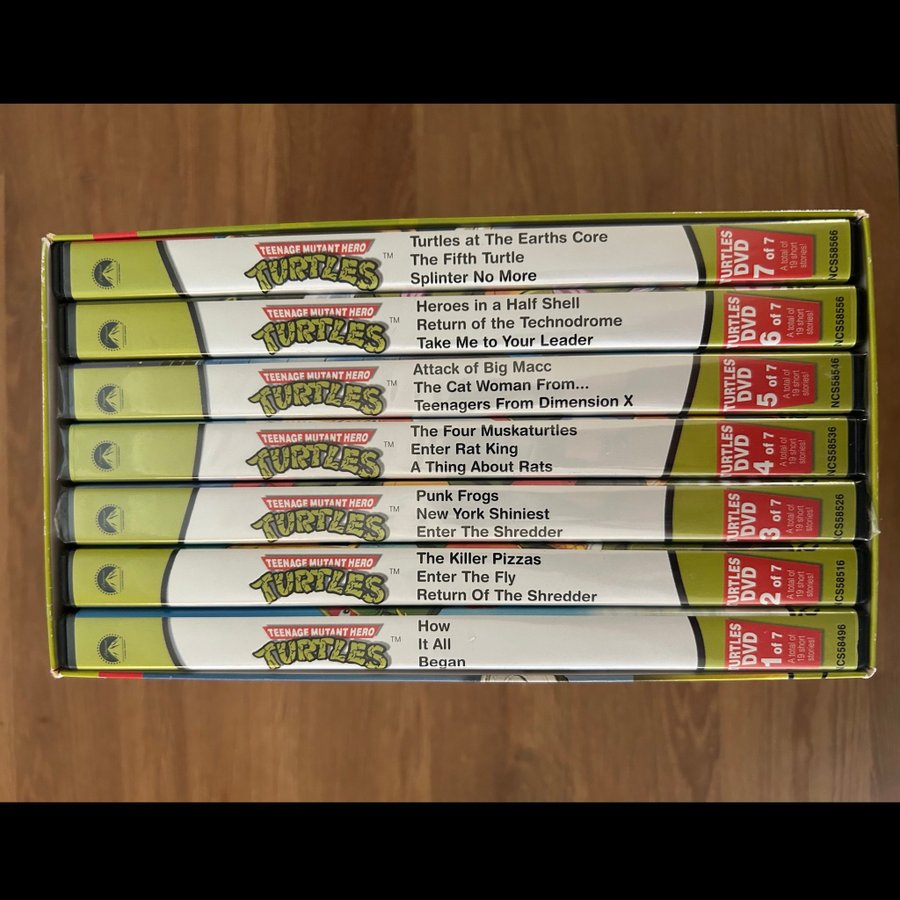 TEENAGE MUTANT HERO
TURTLES™
Turtles at The Earths Core
The Fifth Turtle
Splinter No More
TURTLES
DVD
7 of 7
A total of
19 short
stories!
NCS58566
TEENAGE MUTANT HERO
TURTLES™
Heroes in a Half Shell
Return of the Technodrome
Take Me to Your Leader
TURTLES
DVD
6 of 7
A total of
19 short
stories!
NCS58556
TEENAGE MUTANT HERO
TURTLES™
Attack of Big Macc
The Cat Woman From...
Teenagers From Dimension X
TURTLES
DVD
5 of 7
A total of
19 short
stories!
NCS58546
TEENAGE MUTANT HERO
TURTLES™
The Four Muskaturtles
Enter Rat King
A Thing About Rats
TURTLES
DVD
4 of 7
A total of
19 short
stories!
NCS58536
TEENAGE MUTANT HERO
TURTLES™
Punk Frogs
New York Shiniest
Enter The Shredder
TURTLES
DVD
3 of 7
A total of
19 short
stories!
NCS58526
TEENAGE MUTANT HERO
TURTLES™
The Killer Pizzas
Enter The Fly
Return Of The Shredder
TURTLES
DVD
2 of 7
A total of
19 short
stories!
NCS58516
TEENAGE MUTANT HERO
TURTLES™
How
It All
Began
TURTLES
DVD
1 of 7
A total of
19 short
stories!
NCS58496